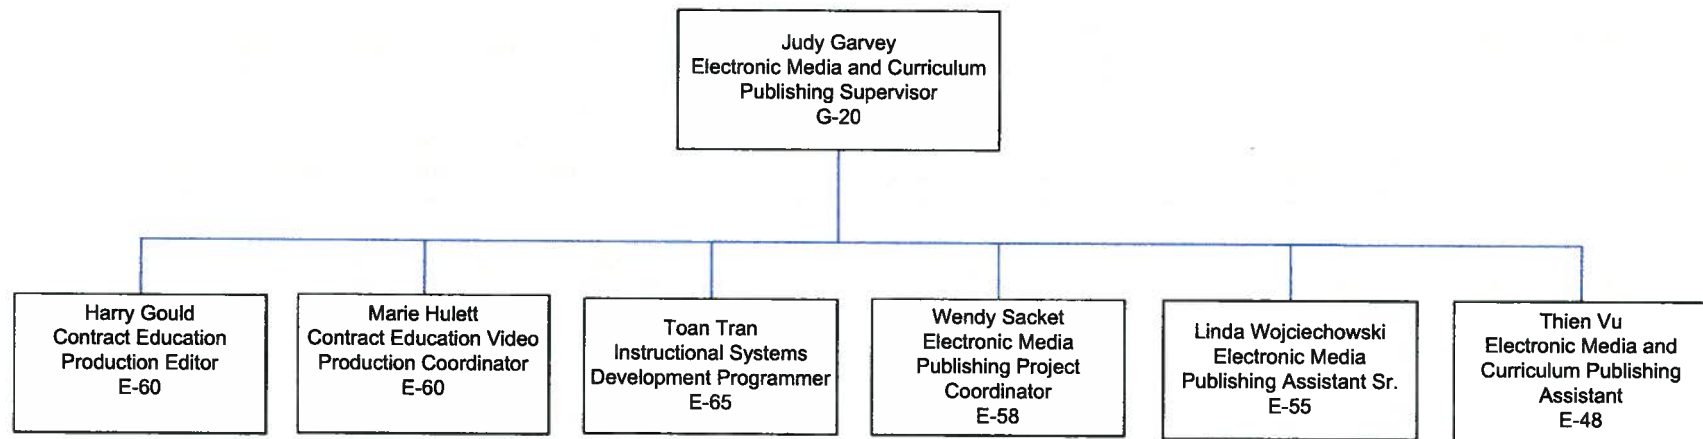 Judy Garvey
Electronic Media and Curriculum
Publishing Supervisor
G-20
Harry Gould
Contract Education
Production Editor
E-60
Marie Hulett
Contract Education Video
Production Coordinator
E-60
Toan Tran
Instructional Systems
Development Programmer
E-65
Wendy Sacket
Electronic Media
Publishing Project
Coordinator
E-58
Linda Wojciechowski
Electronic Media
Publishing Assistant Sr.
E-55
Thien Vu
Electronic Media and
Curriculum Publishing
Assistant
E-48